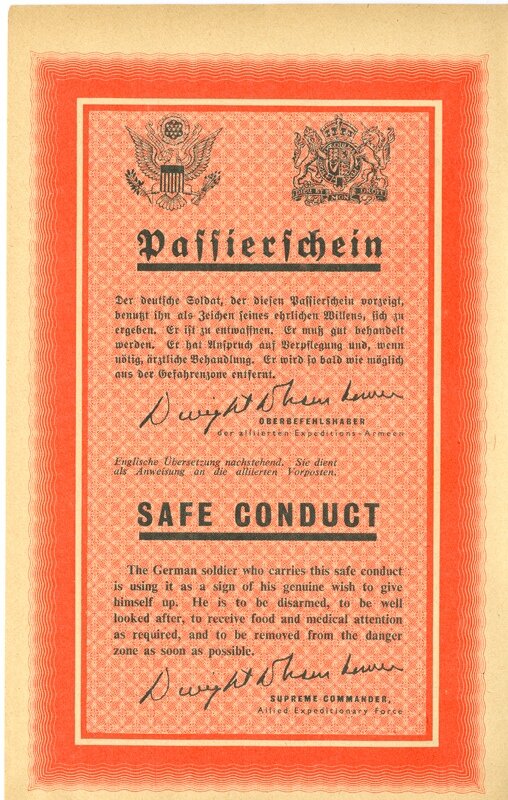 DIEU ET MON DROIT
Passierschein
Der deutsche Soldat, der diesen Passierschein vorzeigt,
benutzt ihn als Zeichen seines ehrlichen Willens, sich zu
ergeben. Er ist zu entwaffnen. Er muß gut behandelt
werden. Er hat Anspruch auf Verpflegung und, wenn
nötig, ärztliche Behandlung. Er wird so bald wie möglich
aus der Gefahrenzone entfernt.
Dwight D Eisenhower
OBERBEFEHLSHABER
der alliierten Expeditions-Armeen
Englische Übersetzung nachstehend. Sie dient
als Anweisung an die alliierten Vorposten.
SAFE CONDUCT
The German soldier who carries this safe conduct
is using it as a sign of his genuine wish to give
himself up. He is to be disarmed, to be well
looked after, to receive food and medical attention
as required, and to be removed from the danger
zone as soon as possible.
Dwight D Eisenhower
SUPREME COMMANDER,
Allied Expeditionary Force